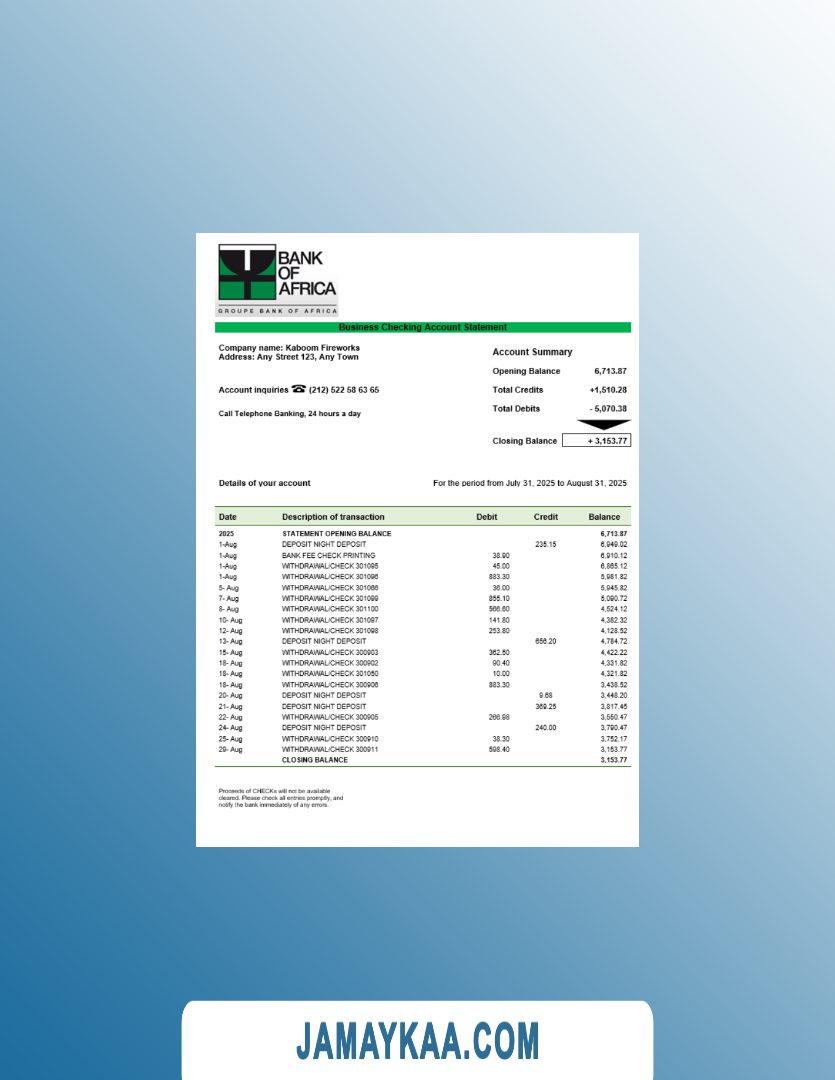 BANK
OF
AFRICA
GROUPE BANK OF AFRICA
Business Checking Account Statement
Company name: Kaboom Fireworks
Address: Any Street 123, Any Town
Account inquiries ☎ (212) 522 58 63 65
Call Telephone Banking, 24 hours a day
Account Summary
Opening Balance 6,713.87
Total Credits +1,510.28
Total Debits - 5,070.38
Closing Balance + 3,153.77
Details of your account For the period from July 31, 2025 to August 31, 2025
Date Description of transaction Debit Credit Balance
2025 STATEMENT OPENING BALANCE 6,713.87
1-Aug DEPOSIT NIGHT DEPOSIT 235.15 6,949.02
1-Aug BANK FEE CHECK PRINTING 38.90 6,910.12
1-Aug WITHDRAWAL/CHECK 301095 45.00 6,865.12
1-Aug WITHDRAWAL/CHECK 301096 883.30 5,981.82
5- Aug WITHDRAWAL/CHECK 301066 36.00 5,945.82
7- Aug WITHDRAWAL/CHECK 301099 855.10 5,090.72
8- Aug WITHDRAWAL/CHECK 301100 566.60 4,524.12
10- Aug WITHDRAWAL/CHECK 301097 141.80 4,382.32
12- Aug WITHDRAWAL/CHECK 301098 253.80 4,128.52
13- Aug DEPOSIT NIGHT DEPOSIT 656.20 4,784.72
15- Aug WITHDRAWAL/CHECK 300903 362.50 4,422.22
18- Aug WITHDRAWAL/CHECK 300902 90.40 4,331.82
18- Aug WITHDRAWAL/CHECK 301050 10.00 4,321.82
18- Aug WITHDRAWAL/CHECK 300906 883.30 3,438.52
20- Aug DEPOSIT NIGHT DEPOSIT 9.68 3,448.20
21- Aug DEPOSIT NIGHT DEPOSIT 369.25 3,817.45
22- Aug WITHDRAWAL/CHECK 300905 266.98 3,550.47
24- Aug DEPOSIT NIGHT DEPOSIT 240.00 3,790.47
25- Aug WITHDRAWAL/CHECK 300910 38.30 3,752.17
29- Aug WITHDRAWAL/CHECK 300911 598.40 3,153.77
CLOSING BALANCE 3,153.77
Proceeds of CHECKs will not be available
cleared. Please check all entries promptly, and
notify the bank immediately of any errors.
JAMAYKAA.COM